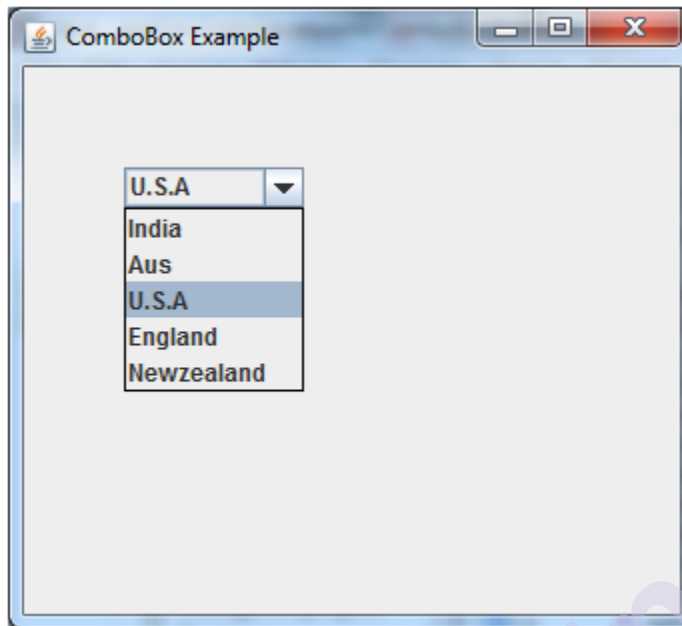 ComboBox Example
U.S.A
India
Aus
U.S.A
England
Newzealand